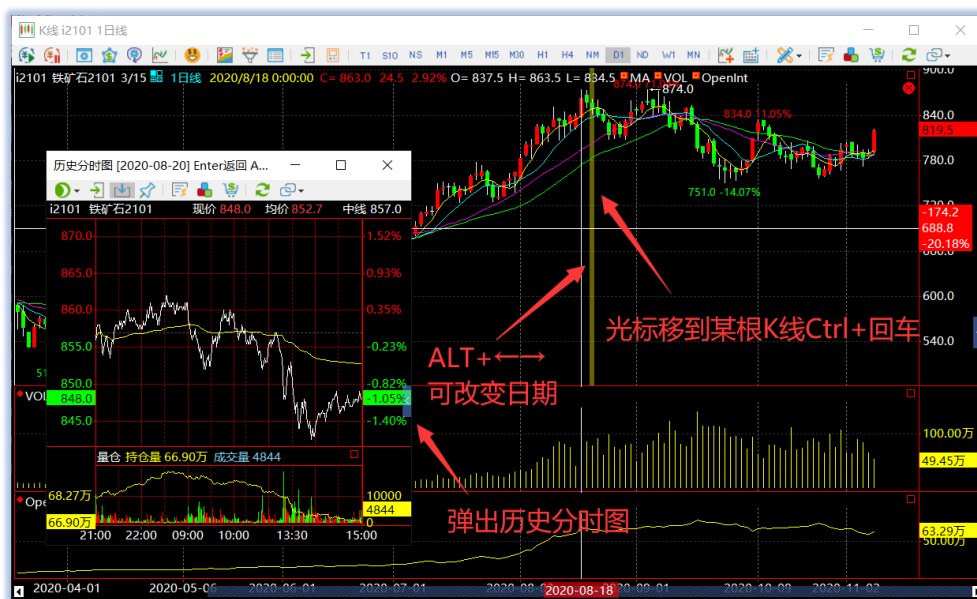 K线 i2101 1日线
T1 S10 NS M1 M5 M15 M30 H1 H4 NM D1 ND W1 MN
i2101 铁矿石2101 3/15 1日线 2020/8/18 0:00:00 C= 863.0 24.5 2.92% O= 837.5 H= 863.5 L= 834.5 MA VOL OpenInt
900.0
874.0
834.0 11.05%
840.0
819.5
780.0
751.0 -14.07%
720.0
-174.2
688.8
-20.18%
600.0
540.0
历史分时图 [2020-08-20] Enter返回 A...
i2101 铁矿石2101 现价 848.0 均价 852.7 中线 857.0
870.0 1.52%
865.0 0.93%
860.0 0.35%
855.0 -0.23%
850.0 -0.82%
848.0 -1.05%
845.0 -1.40%
量仓 持仓量 66.90万 成交量 4844
68.27万 10000
4844
66.90万 0
21:00 22:00 09:00 10:00 13:30 15:00
光标移到某根K线Ctrl+回车
ALT+←→
可改变日期
弹出历史分时图
VOL
100.00万
49.45万
63.29万
50.00万
2020-04-01 2020-05-06 2020-06-01 2020-07-01 2020-08-18 2020-10-09 2020-11-02